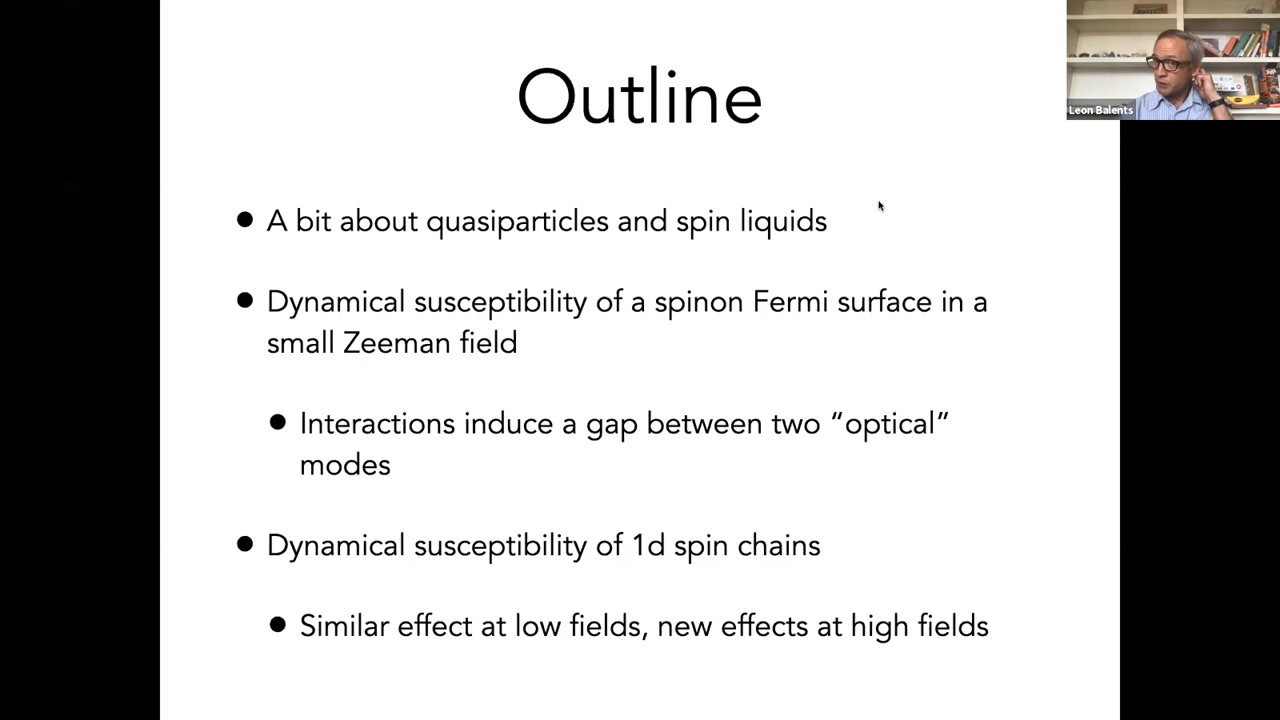 Outline
Leon Balents
● A bit about quasiparticles and spin liquids
● Dynamical susceptibility of a spinon Fermi surface in a
small Zeeman field
● Interactions induce a gap between two “optical”
modes
● Dynamical susceptibility of 1d spin chains
● Similar effect at low fields, new effects at high fields